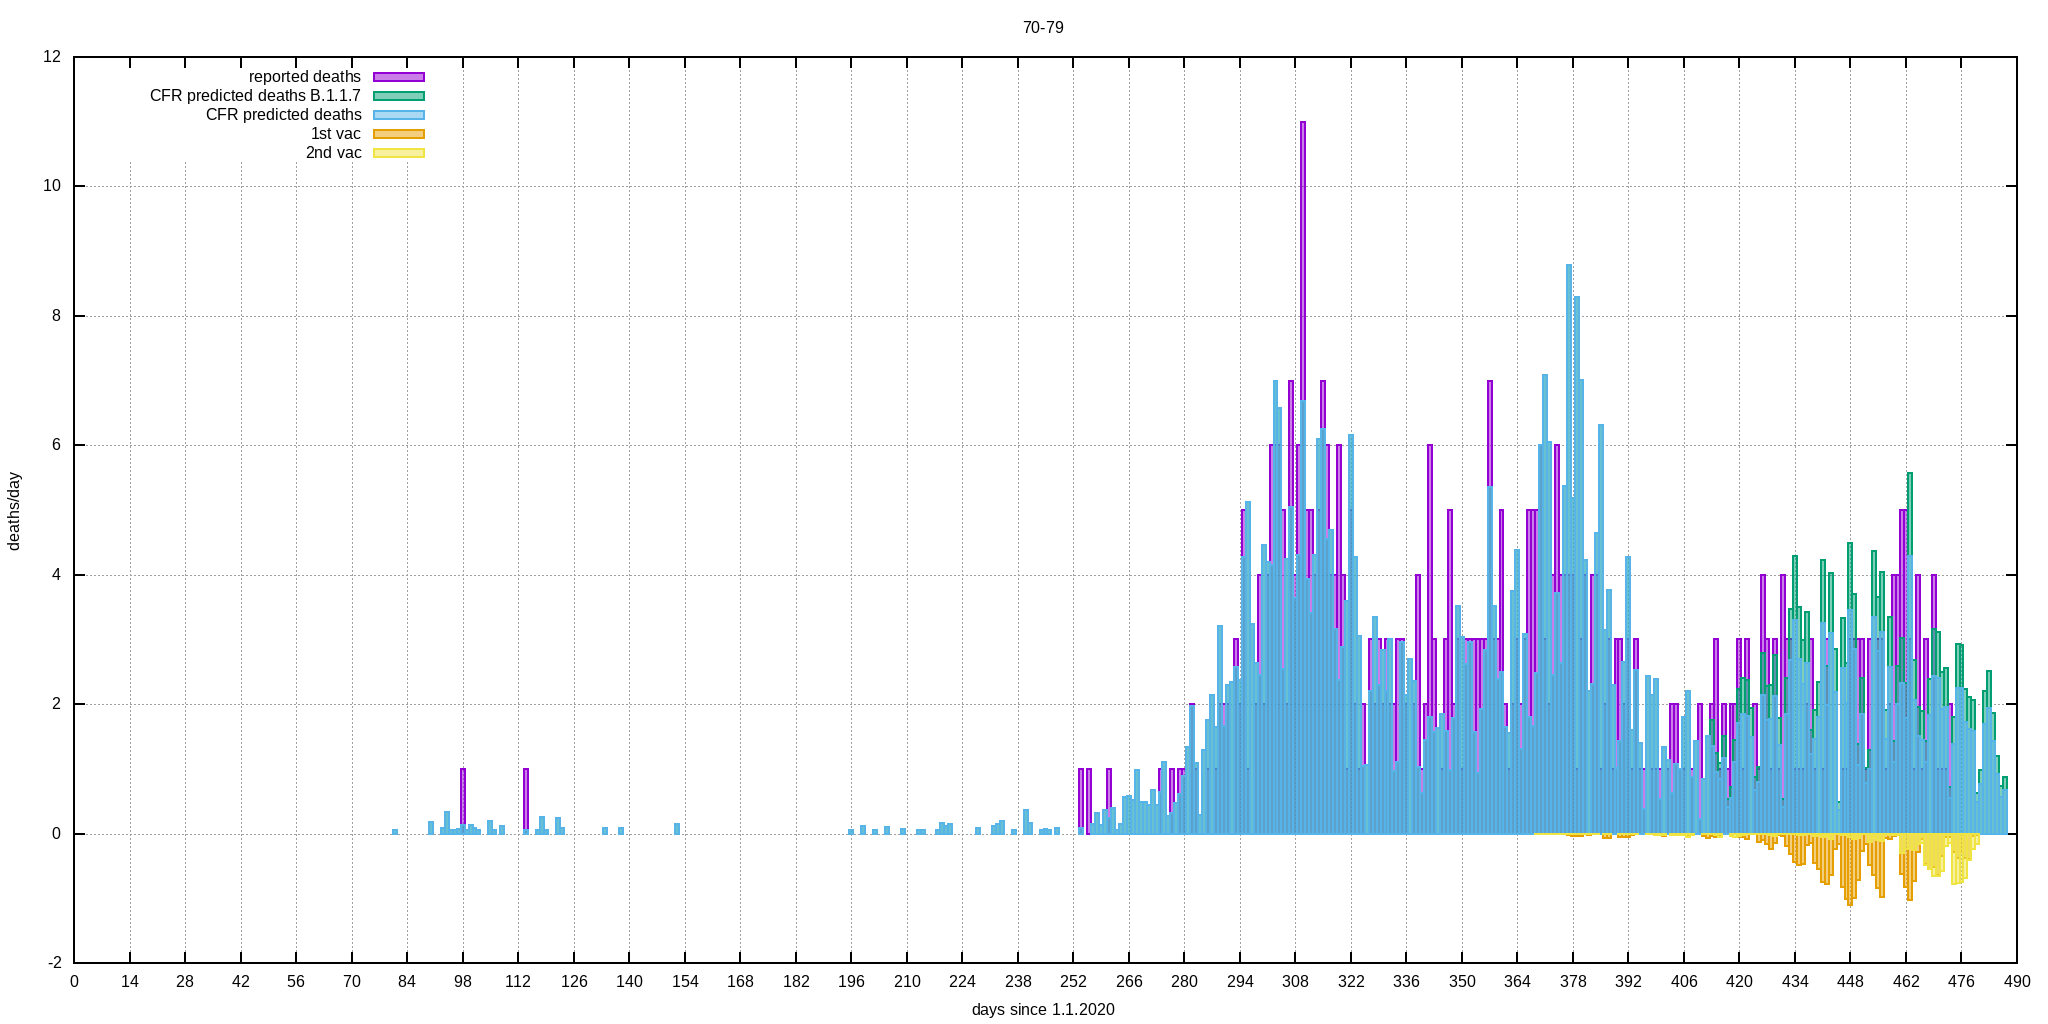 70-79
12
10
8
6
4
2
0
-2
deaths/day
reported deaths
CFR predicted deaths B.1.1.7
CFR predicted deaths
1st vac
2nd vac
0 14 28 42 56 70 84 98 112 126 140 154 168 182 196 210 224 238 252 266 280 294 308 322 336 350 364 378 392 406 420 434 448 462 476 490
days since 1.1.2020